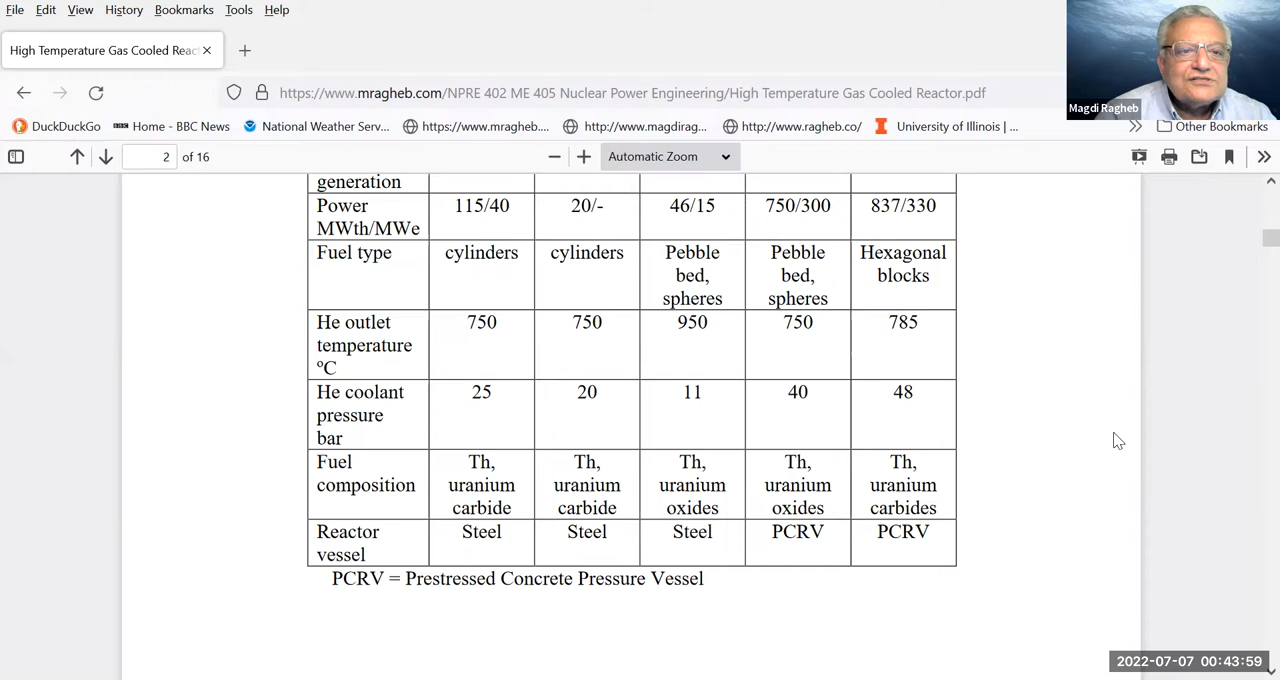 File Edit View History Bookmarks Tools Help
High Temperature Gas Cooled Reac
https://www.mragheb.com/NPRE 402 ME 405 Nuclear Power Engineering/High Temperature Gas Cooled Reactor.pdf
Magdi Ragheb
DuckDuckGo BBC Home - BBC News National Weather Serv... https://www.mragheb.... http://www.magdirag... http://www.ragheb.co/ University of Illinois | ... Other Bookmarks
2 of 16 Automatic Zoom
generation
Power 115/40 20/- 46/15 750/300 837/330
MWth/MWe
Fuel type cylinders cylinders Pebble Pebble Hexagonal
bed, bed, blocks
spheres spheres
He outlet 750 750 950 750 785
temperature
ºC
He coolant 25 20 11 40 48
pressure
bar
Fuel Th, Th, Th, Th, Th,
composition uranium uranium uranium uranium uranium
carbide carbide oxides oxides carbides
Reactor Steel Steel Steel PCRV PCRV
vessel
PCRV = Prestressed Concrete Pressure Vessel
2022-07-07 00:43:59